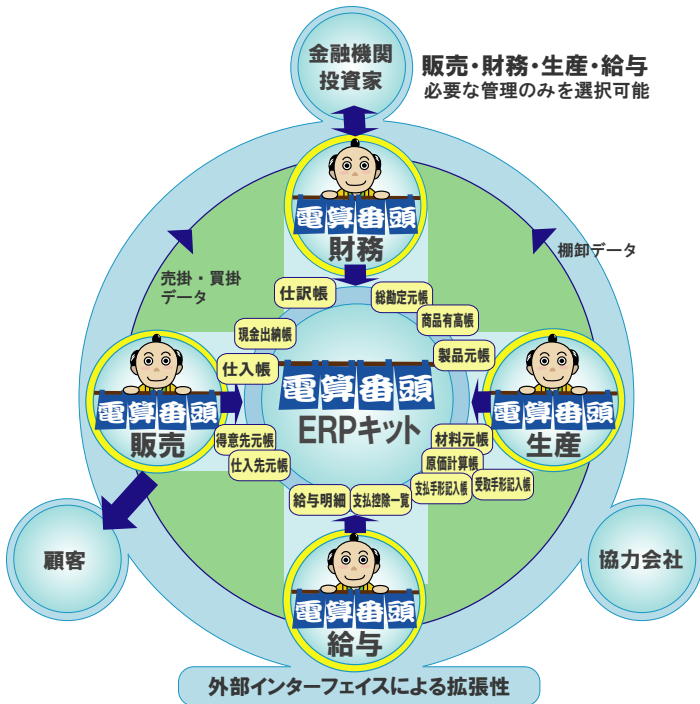 金融機関
投資家
販売・財務・生産・給与
必要な管理のみを選択可能
電算番頭
財務
売掛・買掛
データ
棚卸データ
仕訳帳
総勘定元帳
商品有高帳
現金出納帳
製品元帳
仕入帳
電算番頭
販売
電算番頭
ERPキット
電算番頭
生産
得意先元帳
材料元帳
仕入先元帳
原価計算帳
支払手形記入帳
受取手形記入帳
給与明細
支払控除一覧
顧客
協力会社
電算番頭
給与
外部インターフェイスによる拡張性